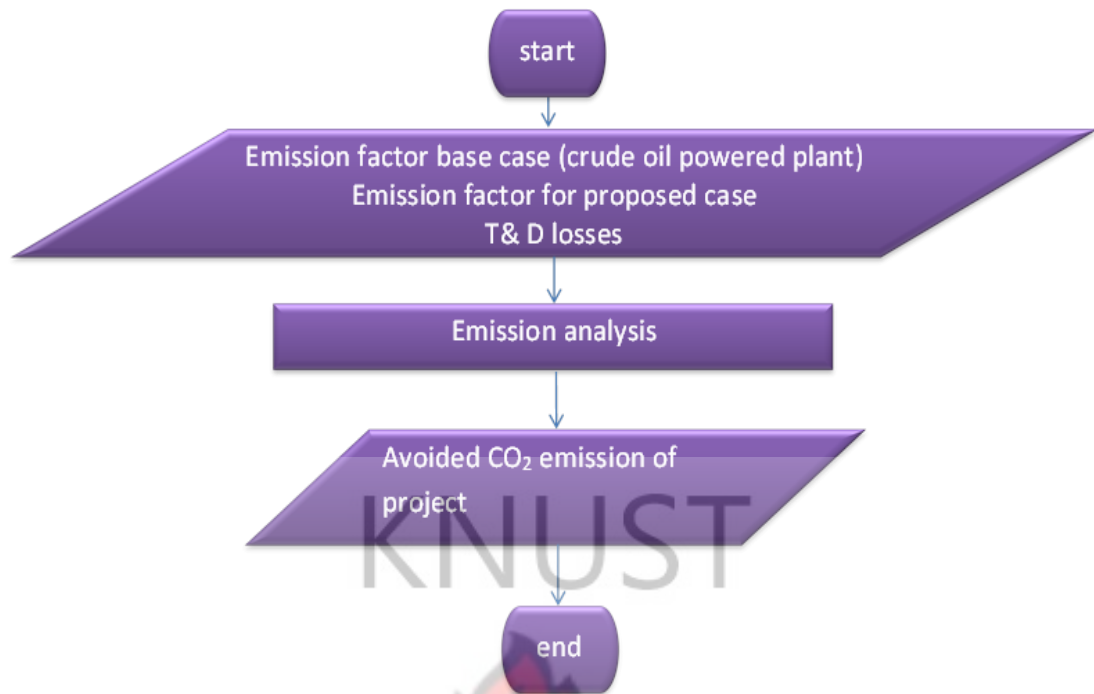 start
Emission factor base case (crude oil powered plant)
Emission factor for proposed case
T& D losses
Emission analysis
Avoided CO₂ emission of
project
KNUST
end